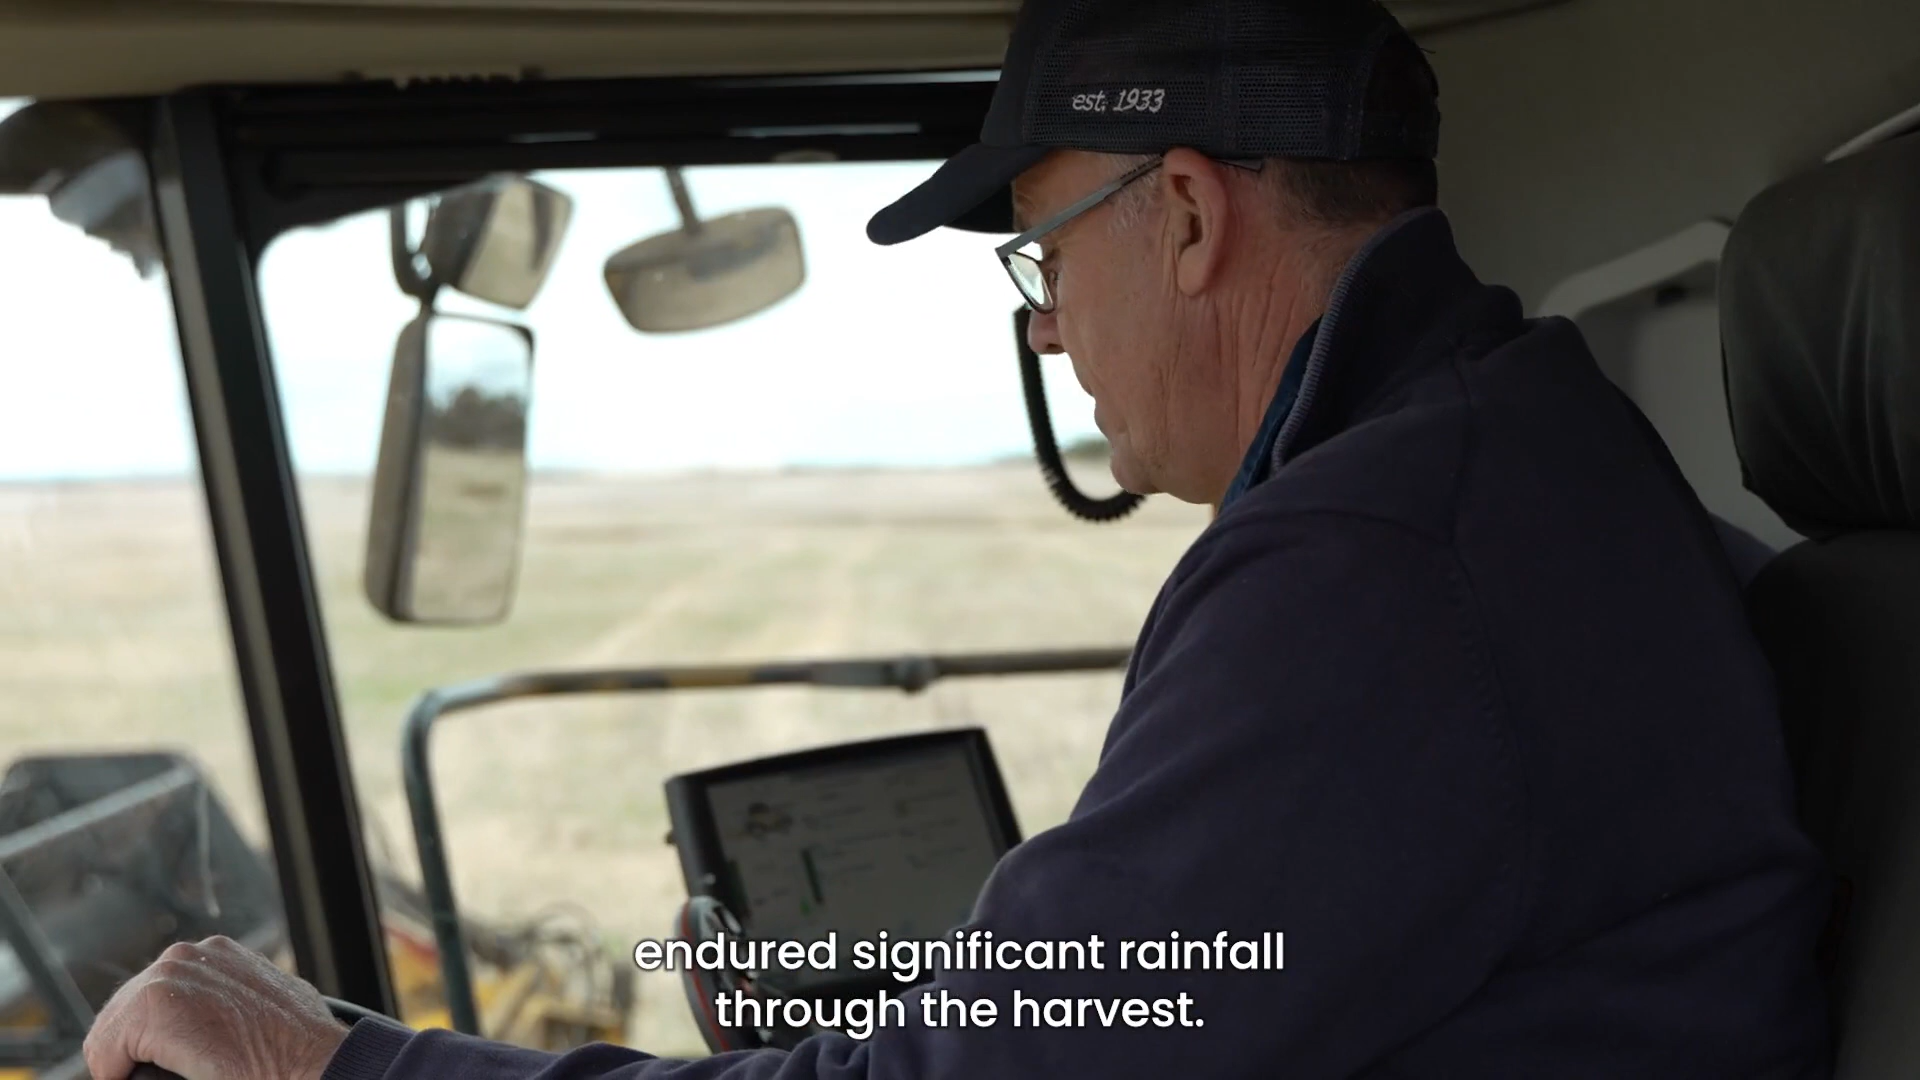 est. 1933
endured significant rainfall
through the harvest.